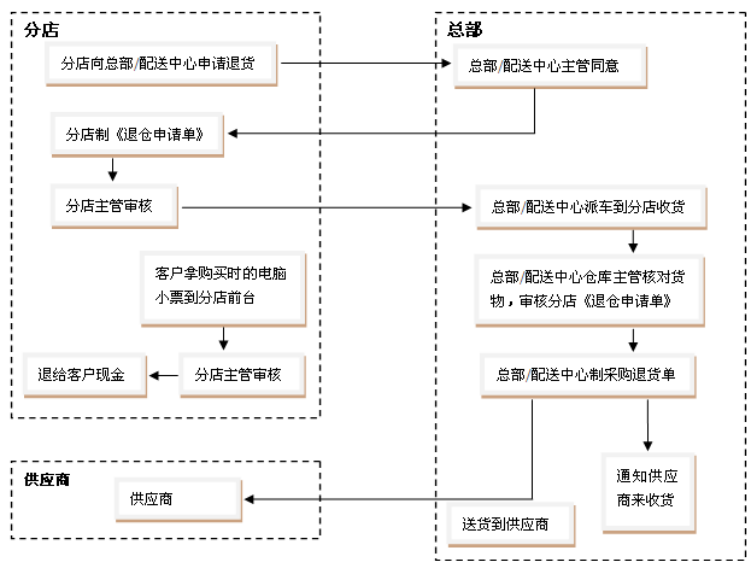 分店
分店向总部/配送中心申请退货
分店制《退仓申请单》
分店主管审核
客户拿购买时的电脑
小票到分店前台
退给客户现金
分店主管审核
总部
总部/配送中心主管同意
总部/配送中心派车到分店收货
总部/配送中心仓库主管核对货
物，审核分店《退仓申请单》
总部/配送中心制采购退货单
通知供应
商来收货
送货到供应商
供应商
供应商